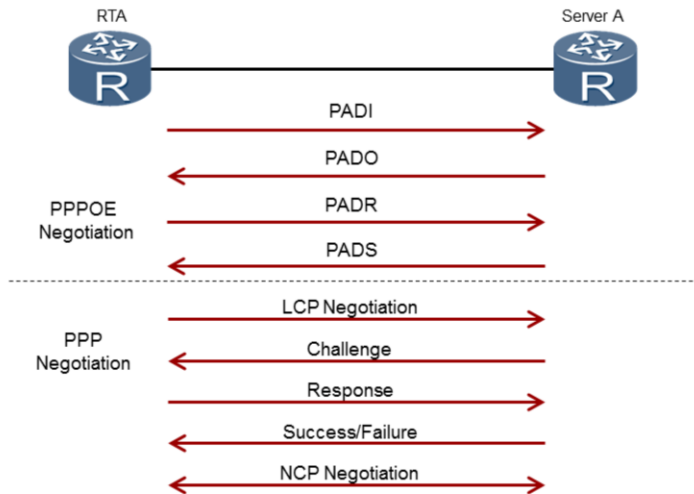 RTA
Server A
R
R
PADI
PADO
PPPOE
Negotiation
PADR
PADS
LCP Negotiation
PPP
Negotiation
Challenge
Response
Success/Failure
NCP Negotiation